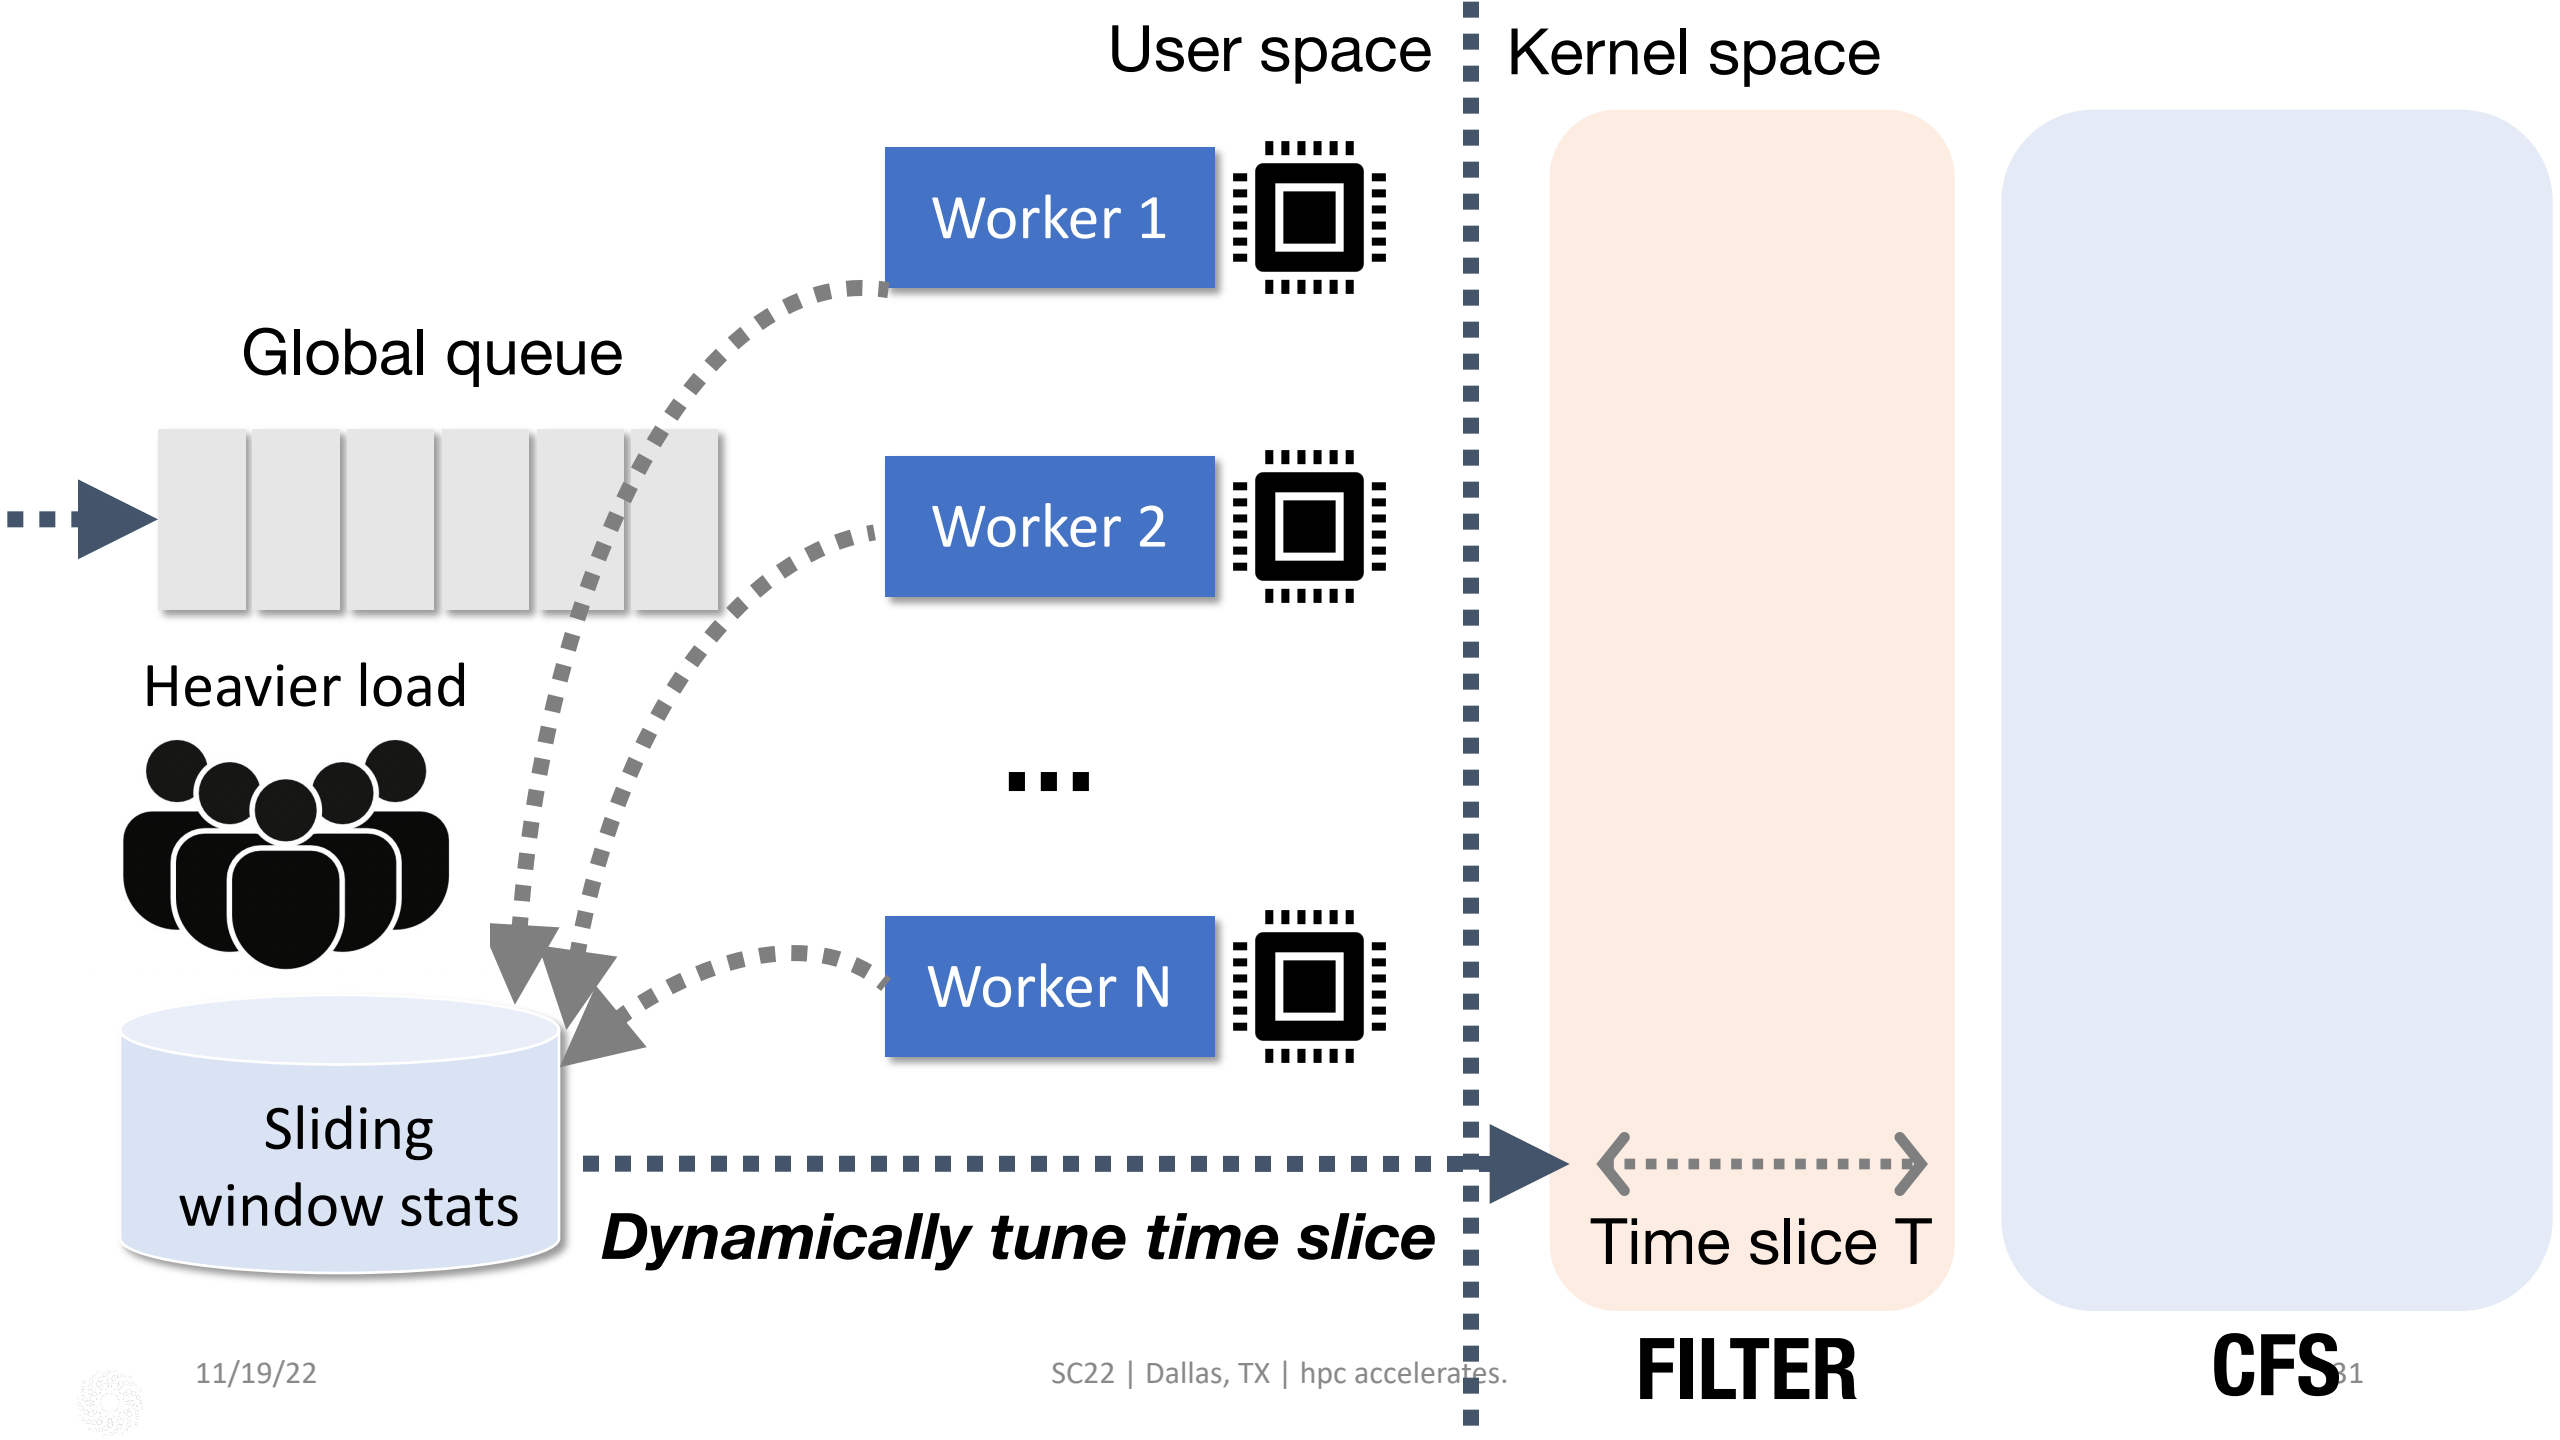 User space
Kernel space
Worker 1
Global queue
Worker 2
Heavier load
...
Worker N
Sliding
window stats
Dynamically tune time slice
Time slice T
11/19/22
SC22 | Dallas, TX | hpc accelerates.
FILTER
CFS
31